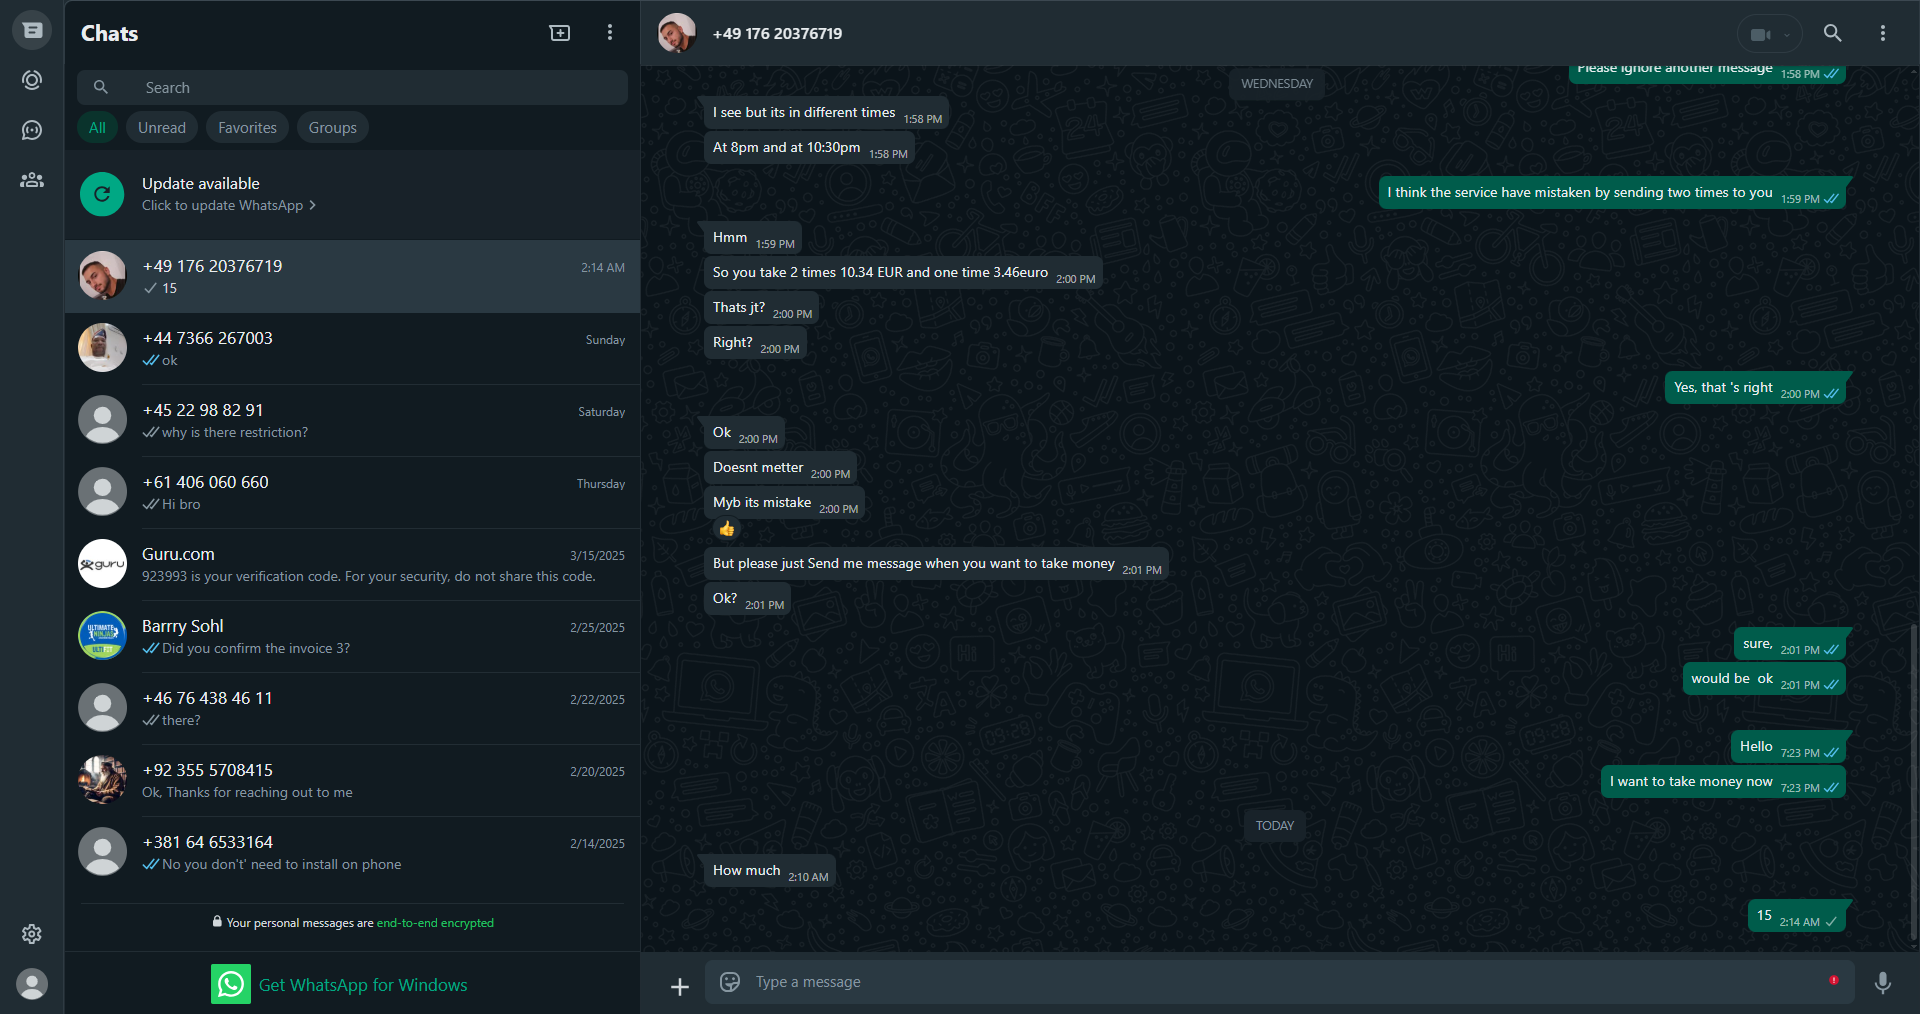 Chats
Search
All
Unread
Favorites
Groups
Update available
Click to update WhatsApp
+49 176 20376719
2:14 AM
15
+44 7366 267003
Sunday
ok
+45 22 98 82 91
Saturday
why is there restriction?
+61 406 060 660
Thursday
Hi bro
guru
Guru.com
3/15/2025
923993 is your verification code. For your security, do not share this code.
ULTIMATE
NINJAS
Barrry Sohl
2/25/2025
Did you confirm the invoice 3?
+46 76 438 46 11
2/22/2025
there?
+92 355 5708415
2/20/2025
Ok, Thanks for reaching out to me
+381 64 6533164
2/14/2025
No you don't' need to install on phone
Your personal messages are end-to-end encrypted
Get WhatsApp for Windows
+49 176 20376719
Please ignore another message 1:58 PM
WEDNESDAY
I see but its in different times 1:58 PM
At 8pm and at 10:30pm 1:58 PM
I think the service have mistaken by sending two times to you 1:59 PM
Hmm 1:59 PM
So you take 2 times 10.34 EUR and one time 3.46euro 2:00 PM
Thats jt? 2:00 PM
Right? 2:00 PM
Yes, that 's right 2:00 PM
Ok 2:00 PM
Doesnt metter 2:00 PM
Myb its mistake 2:00 PM
But please just Send me message when you want to take money 2:01 PM
Ok? 2:01 PM
sure, 2:01 PM
would be  ok 2:01 PM
Hello 7:23 PM
I want to take money now 7:23 PM
TODAY
How much 2:10 AM
15 2:14 AM
Type a message